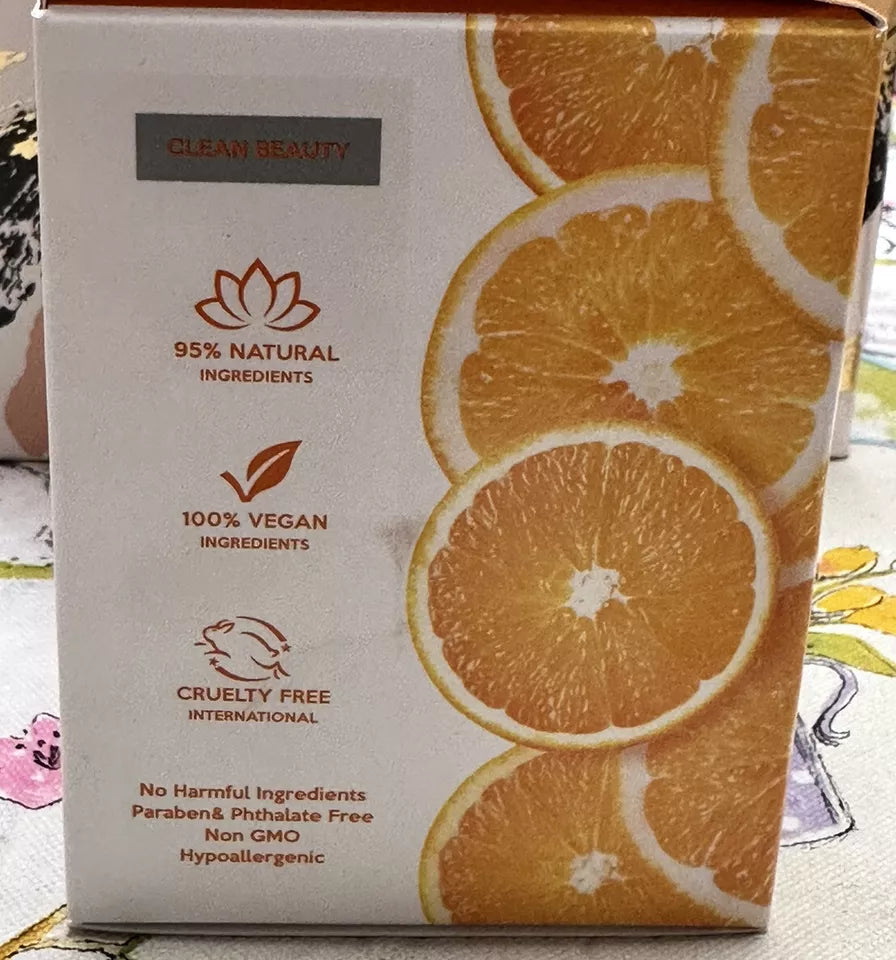 CLEAN BEAUTY
95% NATURAL
INGREDIENTS
100% VEGAN
INGREDIENTS
CRUELTY FREE
INTERNATIONAL
No Harmful Ingredients
Paraben& Phthalate Free
Non GMO
Hypoallergenic